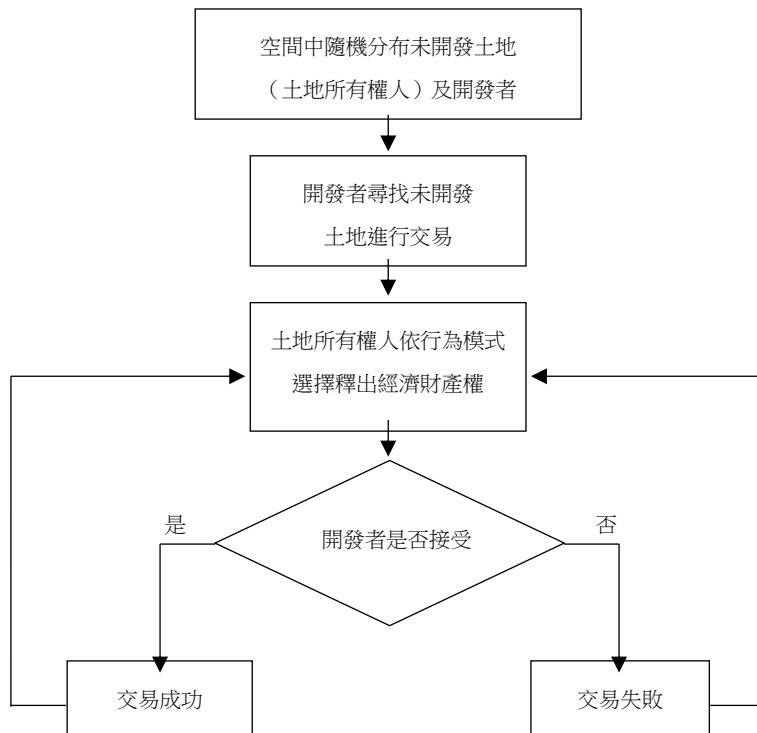 空間中隨機分布未開發土地
（土地所有權人）及開發者
開發者尋找未開發
土地進行交易
土地所有權人依行為模式
選擇釋出經濟財產權
是
開發者是否接受
否
交易成功
交易失敗